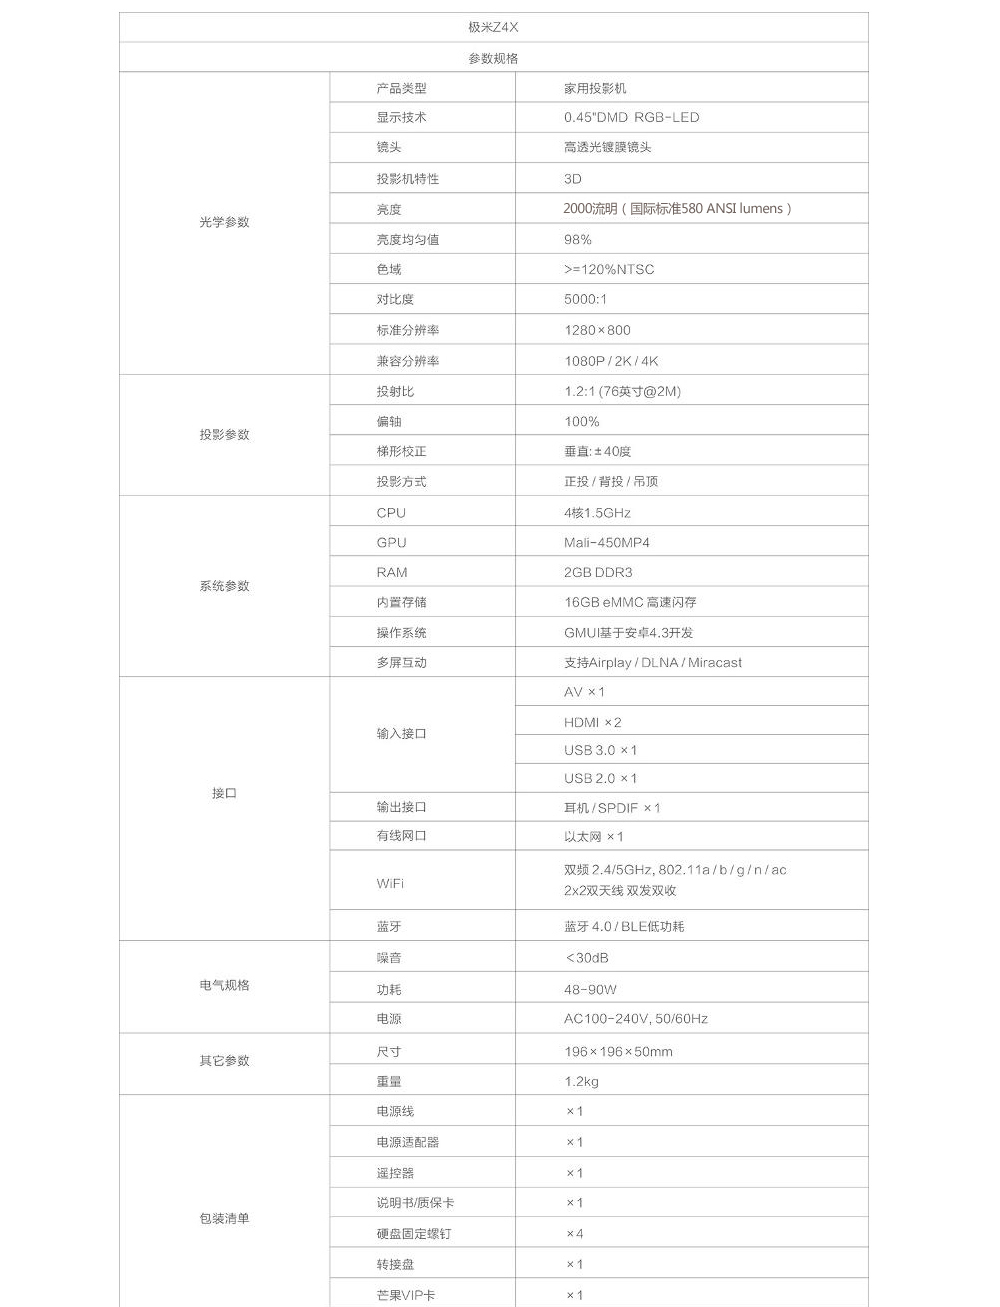 极米Z4X
参数规格
光学参数
产品类型 家用投影机
显示技术 0.45"DMD RGB-LED
镜头 高透光镀膜镜头
投影机特性 3D
亮度 2000流明（国际标准580 ANSI lumens）
亮度均匀值 98%
色域 >=120%NTSC
对比度 5000:1
标准分辨率 1280×800
兼容分辨率 1080P / 2K / 4K
投影参数
投射比 1.2:1 (76英寸@2M)
偏轴 100%
梯形校正 垂直:±40度
投影方式 正投 / 背投 / 吊顶
系统参数
CPU 4核1.5GHz
GPU Mali-450MP4
RAM 2GB DDR3
内置存储 16GB eMMC 高速闪存
操作系统 GMUI基于安卓4.3开发
多屏互动 支持Airplay / DLNA / Miracast
接口
输入接口 AV ×1
HDMI ×2
USB 3.0 ×1
USB 2.0 ×1
输出接口 耳机 / SPDIF ×1
有线网口 以太网 ×1
WiFi 双频 2.4/5GHz, 802.11a / b / g / n / ac
2x2双天线 双发双收
蓝牙 蓝牙 4.0 / BLE低功耗
电气规格
噪音 <30dB
功耗 48-90W
电源 AC100-240V, 50/60Hz
其它参数
尺寸 196×196×50mm
重量 1.2kg
包装清单
电源线 ×1
电源适配器 ×1
遥控器 ×1
说明书/质保卡 ×1
硬盘固定螺钉 ×4
转接盘 ×1
芒果VIP卡 ×1